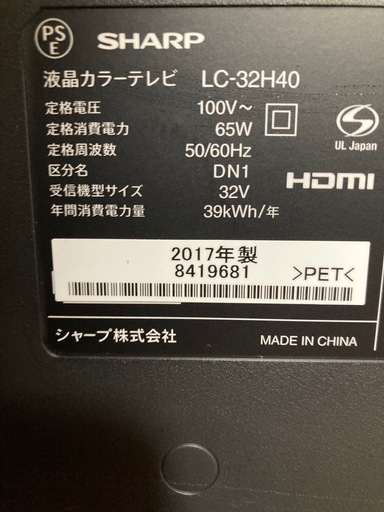 PS
E
SHARP
液晶カラーテレビ LC-32H40
定格電圧 100V～
定格消費電力 65W
定格周波数 50/60Hz
区分名 DN1
受信機型サイズ 32V
年間消費電力量 39kWh/年
UL Japan
HDMI
2017年製
8419681
>PET<
シャープ株式会社
MADE IN CHINA